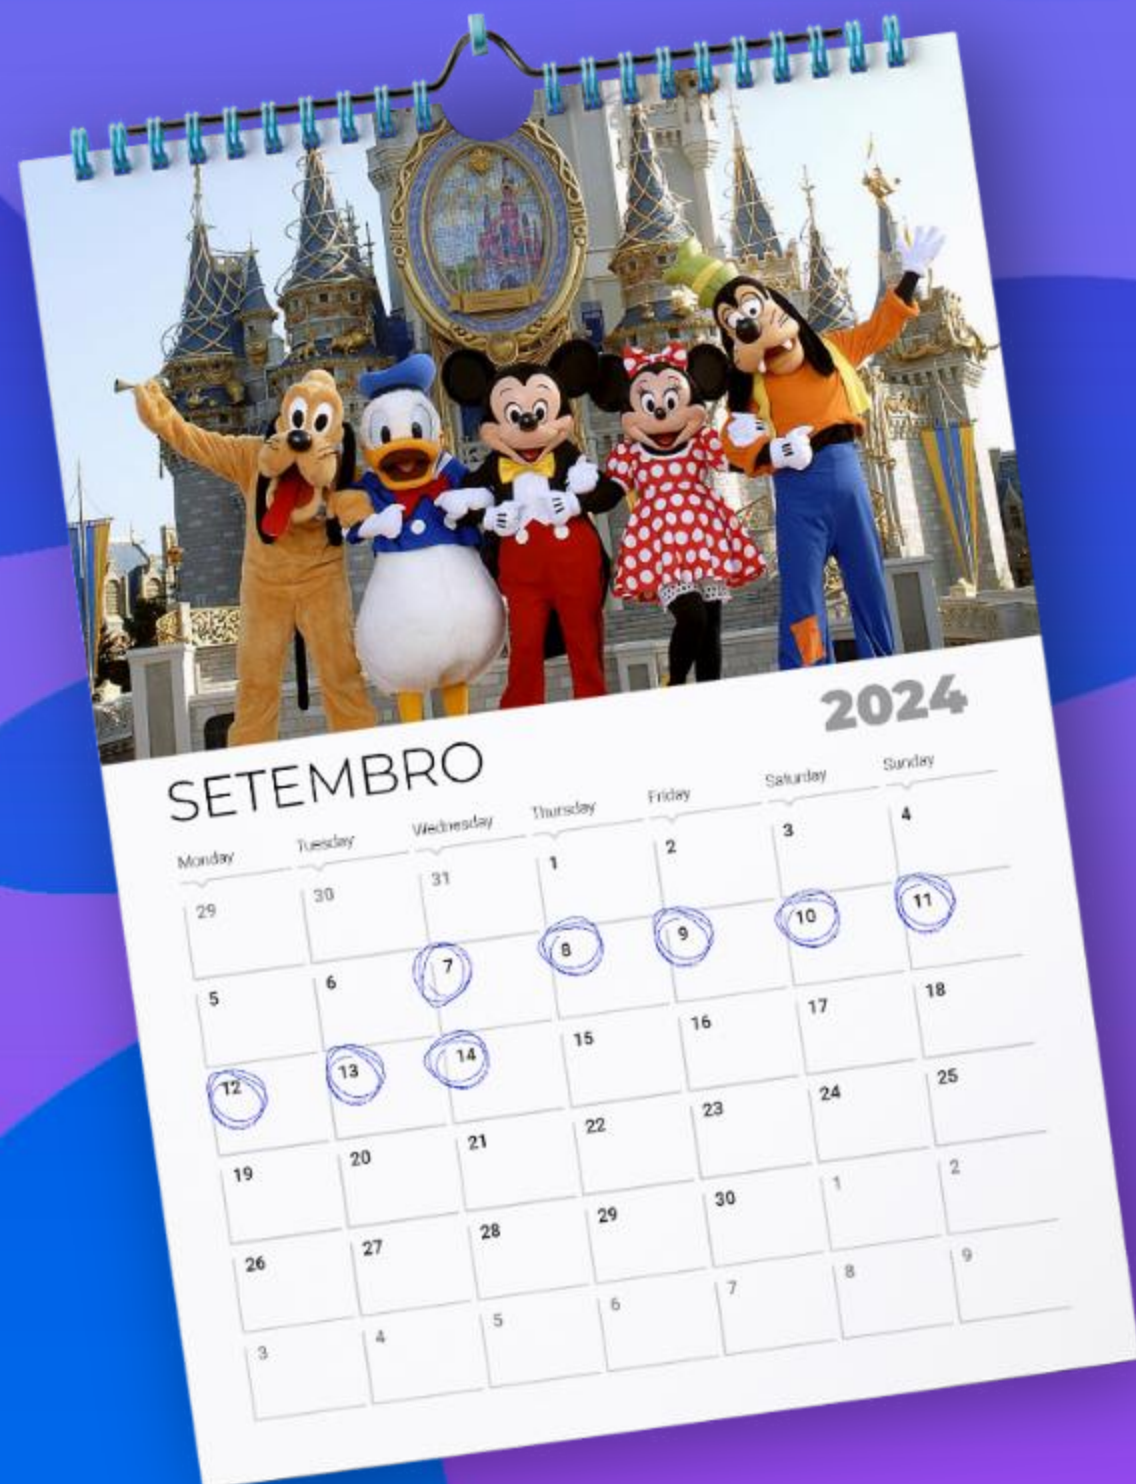 2024
SETEMBRO
Monday Tuesday Wednesday Thursday Friday Saturday Sunday
29 30 31 1 2 3 4
5 6 7 8 9 10 11
12 13 14 15 16 17 18
19 20 21 22 23 24 25
26 27 28 29 30 1 2
3 4 5 6 7 8 9